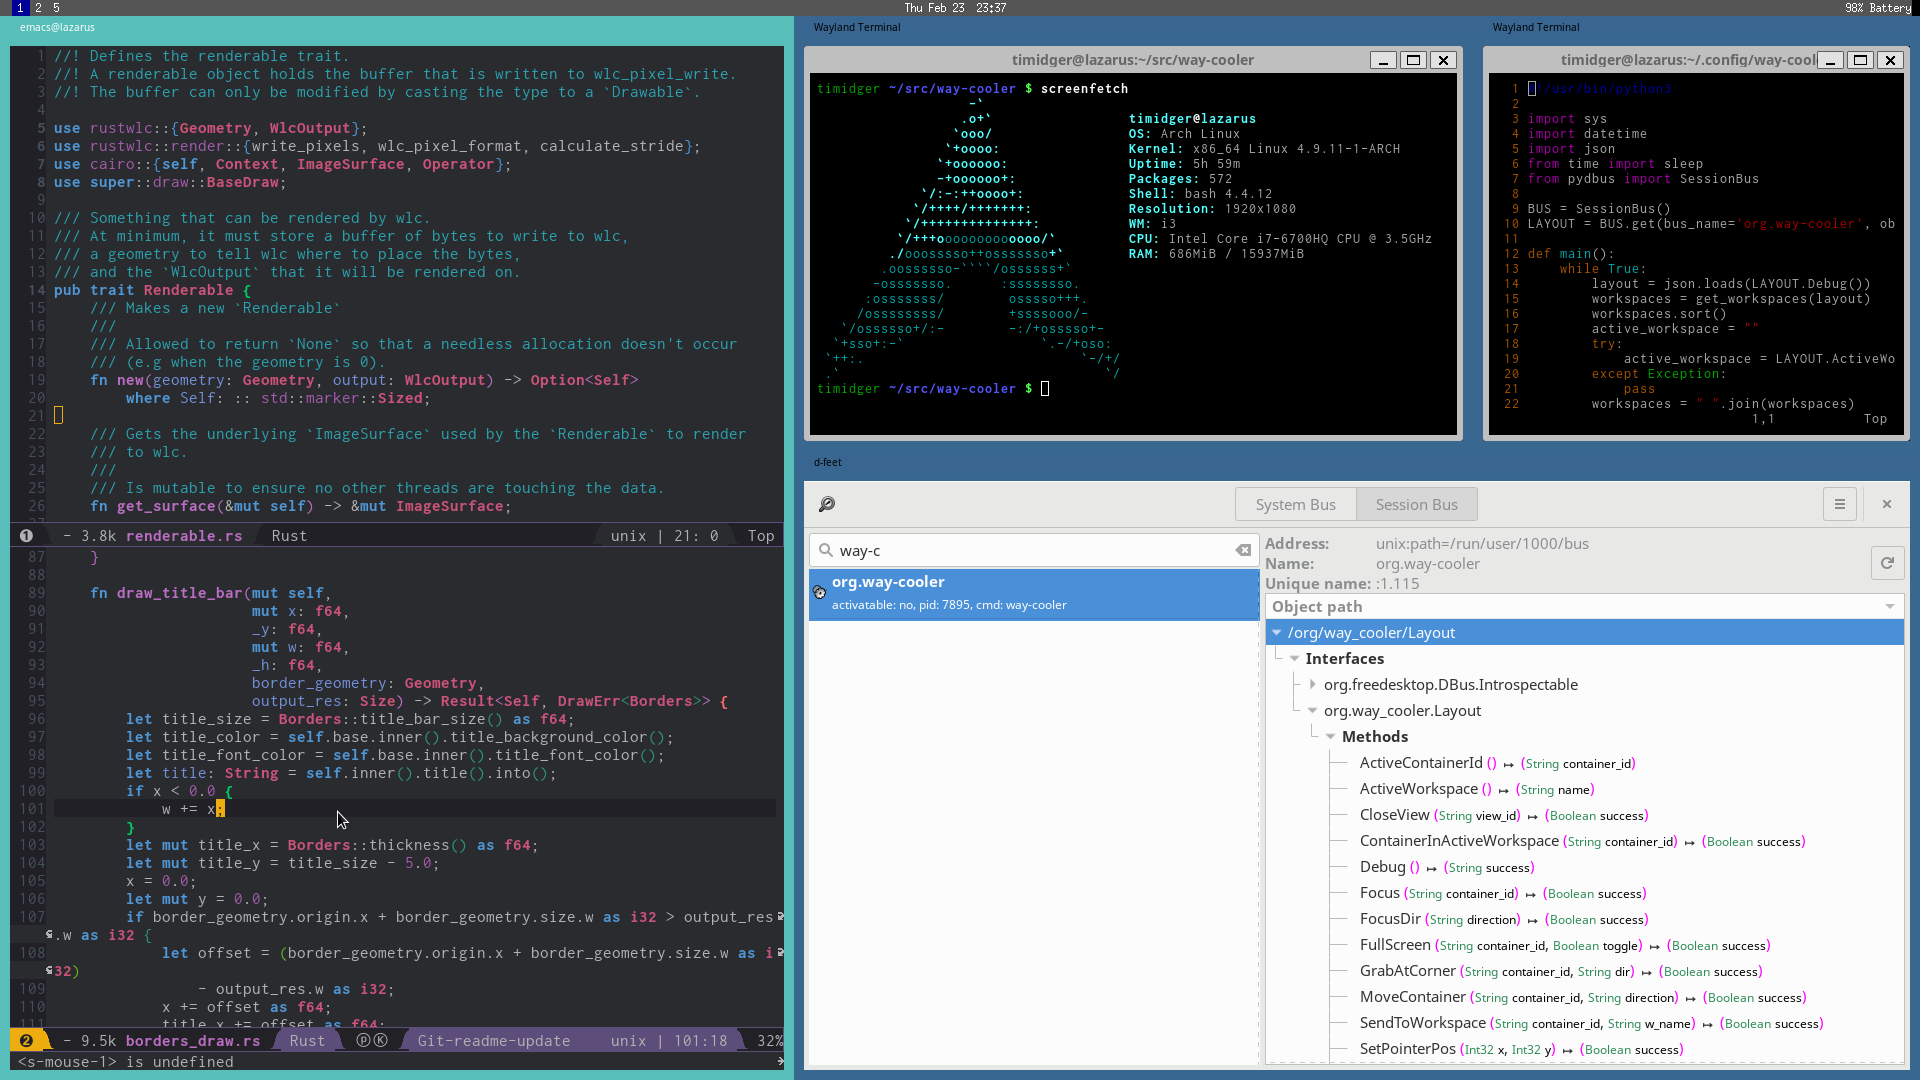 1 2 5
Thu Feb 23 23:37
98% Battery
emacs@lazarus
1 //! Defines the renderable trait.
2 //! A renderable object holds the buffer that is written to wlc_pixel_write.
3 //! The buffer can only be modified by casting the type to a `Drawable`.
4
5 use rustwlc::{Geometry, WlcOutput};
6 use rustwlc::render::{write_pixels, wlc_pixel_format, calculate_stride};
7 use cairo::{self, Context, ImageSurface, Operator};
8 use super::draw::BaseDraw;
9
10 /// Something that can be rendered by wlc.
11 /// At minimum, it must store a buffer of bytes to write to wlc,
12 /// a geometry to tell wlc where to place the bytes,
13 /// and the `WlcOutput` that it will be rendered on.
14 pub trait Renderable {
15 /// Makes a new `Renderable`
16 ///
17 /// Allowed to return `None` so that a needless allocation doesn't occur
18 /// (e.g when the geometry is 0).
19 fn new(geometry: Geometry, output: WlcOutput) -> Option<Self>
20 where Self: :: std::marker::Sized;
21
22 /// Gets the underlying `ImageSurface` used by the `Renderable` to render
23 /// to wlc.
24 ///
25 /// Is mutable to ensure no other threads are touching the data.
26 fn get_surface(&mut self) -> &mut ImageSurface;
1 - 3.8k renderable.rs Rust unix | 21: 0 Top
87 }
88
89 fn draw_title_bar(mut self,
90 mut x: f64,
91 _y: f64,
92 mut w: f64,
93 _h: f64,
94 border_geometry: Geometry,
95 output_res: Size) -> Result<Self, DrawErr<Borders>> {
96 let title_size = Borders::title_bar_size() as f64;
97 let title_color = self.base.inner().title_background_color();
98 let title_font_color = self.base.inner().title_font_color();
99 let title: String = self.inner().title().into();
100 if x < 0.0 {
101 w += x;
102 }
103 let mut title_x = Borders::thickness() as f64;
104 let mut title_y = title_size - 5.0;
105 x = 0.0;
106 let mut y = 0.0;
107 if border_geometry.origin.x + border_geometry.size.w as i32 > output_res
.w as i32 {
108 let offset = (border_geometry.origin.x + border_geometry.size.w as i
32)
109 - output_res.w as i32;
110 x += offset as f64;
111 title_x += offset as f64;
2 - 9.5k borders_draw.rs Rust ⓅⓀ Git-readme-update unix | 101:18 32%
<s-mouse-1> is undefined
Wayland Terminal
timidger@lazarus:~/src/way-cooler
timidger ~/src/way-cooler $ screenfetch
-`
.o+` timidger@lazarus
`ooo/ OS: Arch Linux
`+oooo: Kernel: x86_64 Linux 4.9.11-1-ARCH
`+oooooo: Uptime: 5h 59m
-+oooooo+: Packages: 572
`/:-:++oooo+: Shell: bash 4.4.12
`/++++/+++++++: Resolution: 1920x1080
`/++++++++++++++: WM: i3
`/+++ooooooooooooo/` CPU: Intel Core i7-6700HQ CPU @ 3.5GHz
./ooosssso++osssssso+` RAM: 686MiB / 15937MiB
.oossssso-````/ossssss+`
-osssssso. :ssssssso.
:osssssss/ osssso+++.
/ossssssss/ +ssssooo/-
`/ossssso+/:- -:/+osssso+-
`+sso+:-` `.-/+oso:
`++:. `-/+/
.` `/
timidger ~/src/way-cooler $
Wayland Terminal
timidger@lazarus:~/.config/way-cool
1 #!/usr/bin/python3
2
3 import sys
4 import datetime
5 import json
6 from time import sleep
7 from pydbus import SessionBus
8
9 BUS = SessionBus()
10 LAYOUT = BUS.get(bus_name='org.way-cooler', ob
11
12 def main():
13 while True:
14 layout = json.loads(LAYOUT.Debug())
15 workspaces = get_workspaces(layout)
16 workspaces.sort()
17 active_workspace = ""
18 try:
19 active_workspace = LAYOUT.ActiveWo
20 except Exception:
21 pass
22 workspaces = " ".join(workspaces)
1,1 Top
d-feet
System Bus Session Bus
way-c
org.way-cooler
activatable: no, pid: 7895, cmd: way-cooler
Address: unix:path=/run/user/1000/bus
Name: org.way-cooler
Unique name: :1.115
Object path
/org/way_cooler/Layout
Interfaces
org.freedesktop.DBus.Introspectable
org.way_cooler.Layout
Methods
ActiveContainerId () ↦ (String container_id)
ActiveWorkspace () ↦ (String name)
CloseView (String view_id) ↦ (Boolean success)
ContainerInActiveWorkspace (String container_id) ↦ (Boolean success)
Debug () ↦ (String success)
Focus (String container_id) ↦ (Boolean success)
FocusDir (String direction) ↦ (Boolean success)
FullScreen (String container_id, Boolean toggle) ↦ (Boolean success)
GrabAtCorner (String container_id, String dir) ↦ (Boolean success)
MoveContainer (String container_id, String direction) ↦ (Boolean success)
SendToWorkspace (String container_id, String w_name) ↦ (Boolean success)
SetPointerPos (Int32 x, Int32 y) ↦ (Boolean success)